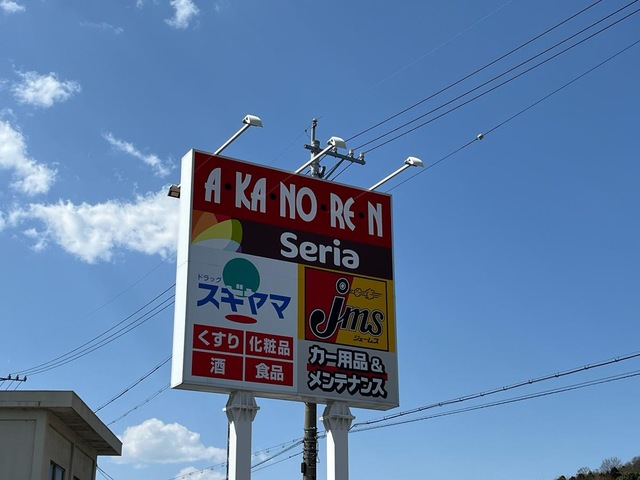 A・KA・NO・RE・N
Seria
ドラッグ
スギヤマ
くすり 化粧品
酒 食品
jms
ジェームス
カー用品&
メンテナンス